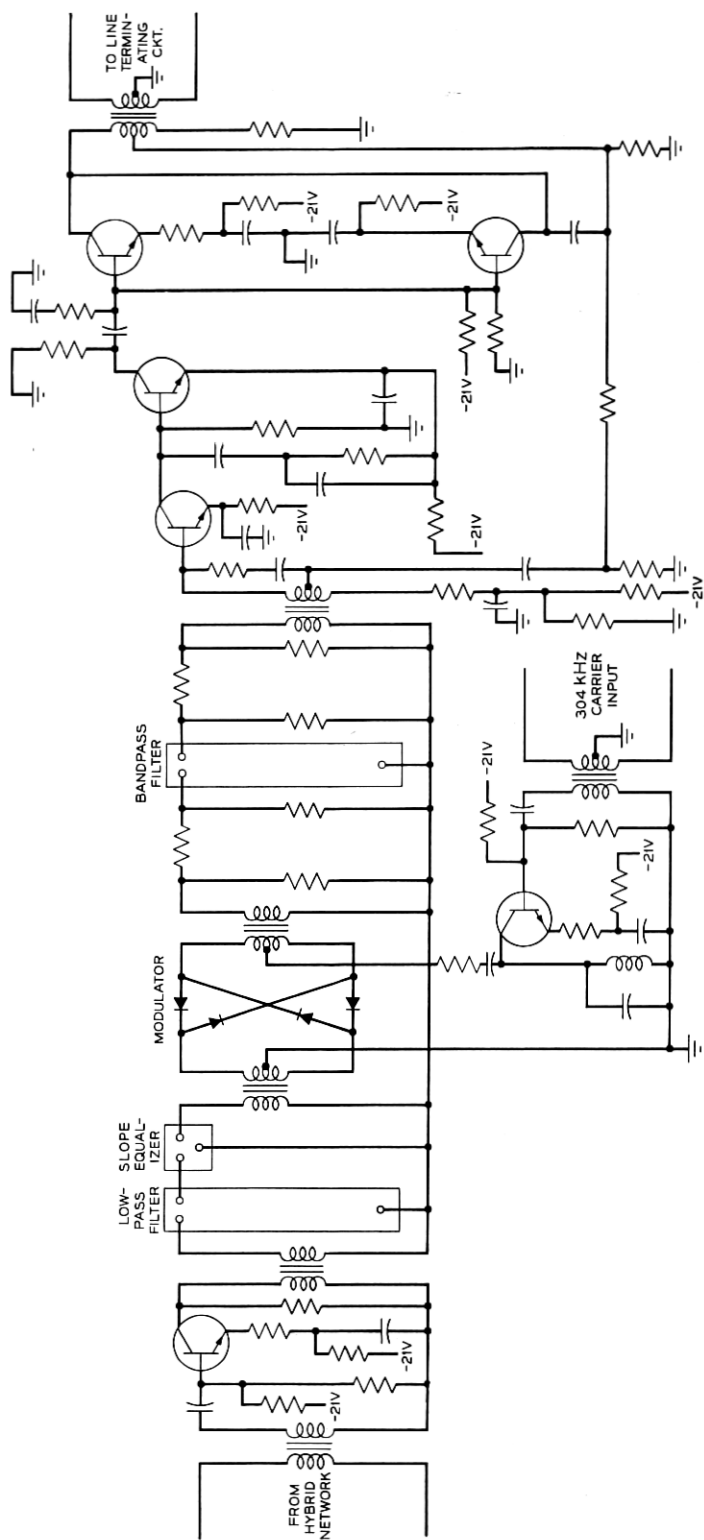 FROM
HYBRID
NETWORK
-21V
-21V
LOW-
PASS
FILTER
SLOPE
EQUAL-
IZER
MODULATOR
BANDPASS
FILTER
-21V
-21V
304 KHZ
CARRIER
INPUT
-21V
-21V
-21V
-21V
-21V
-21V
TO LINE
TERMIN-
ATING
CKT.